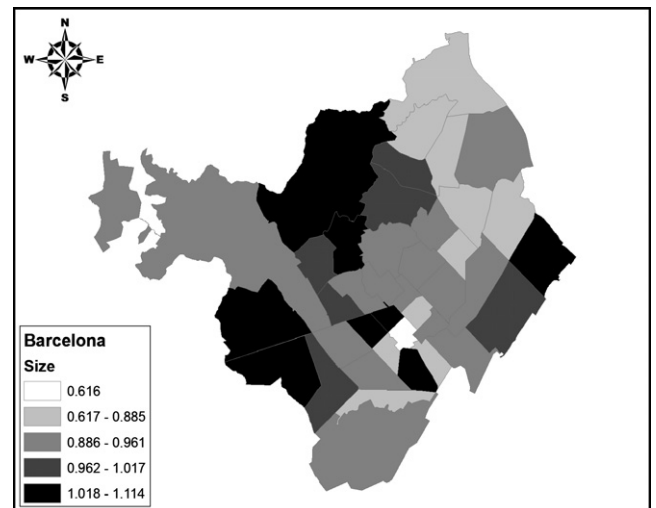 N
W E
S
Barcelona
Size
0.616
0.617 - 0.885
0.886 - 0.961
0.962 - 1.017
1.018 - 1.114